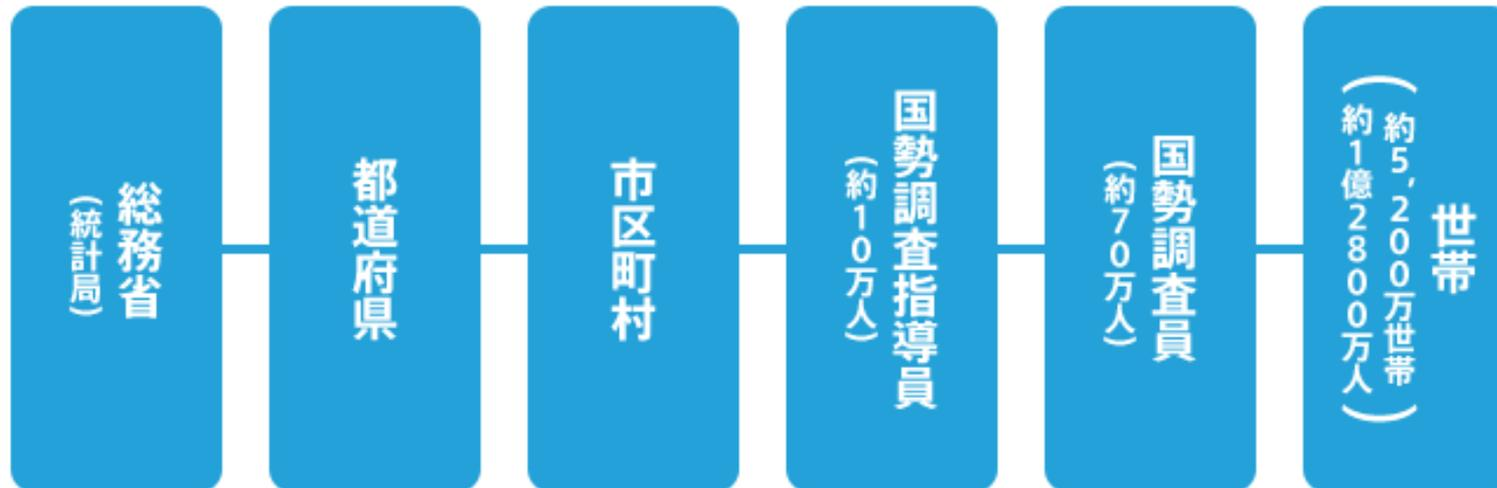 総務省
（統計局）
都道府県
市区町村
国勢調査指導員
（約10万人）
国勢調査員
（約70万人）
世帯
（約5,200万世帯
約1億2800万人）